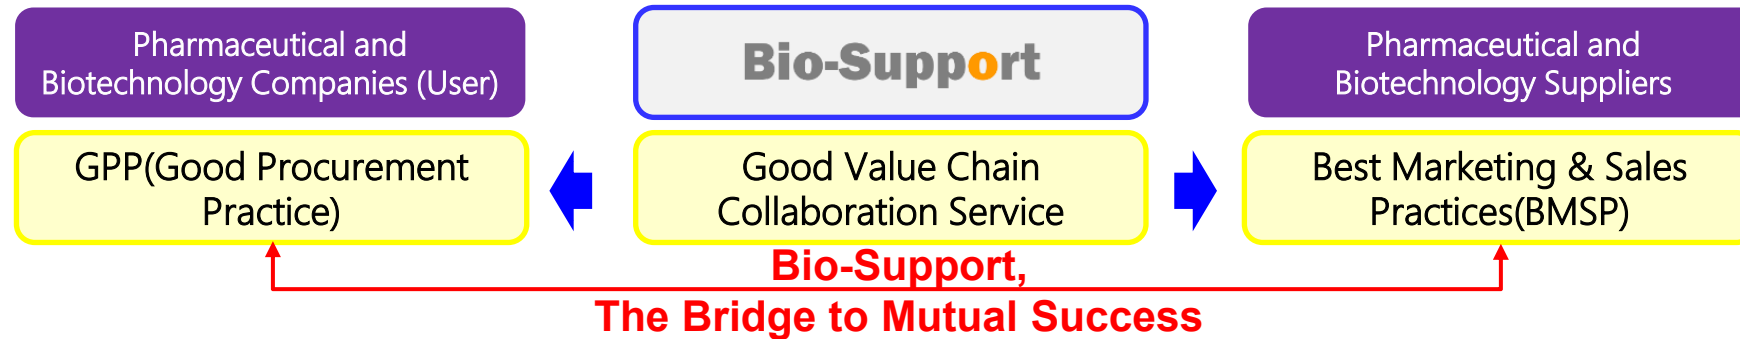 Pharmaceutical and
Biotechnology Companies (User)
Bio-Support
Pharmaceutical and
Biotechnology Suppliers
GPP(Good Procurement
Practice)
Good Value Chain
Collaboration Service
Best Marketing & Sales
Practices(BMSP)
Bio-Support,
The Bridge to Mutual Success